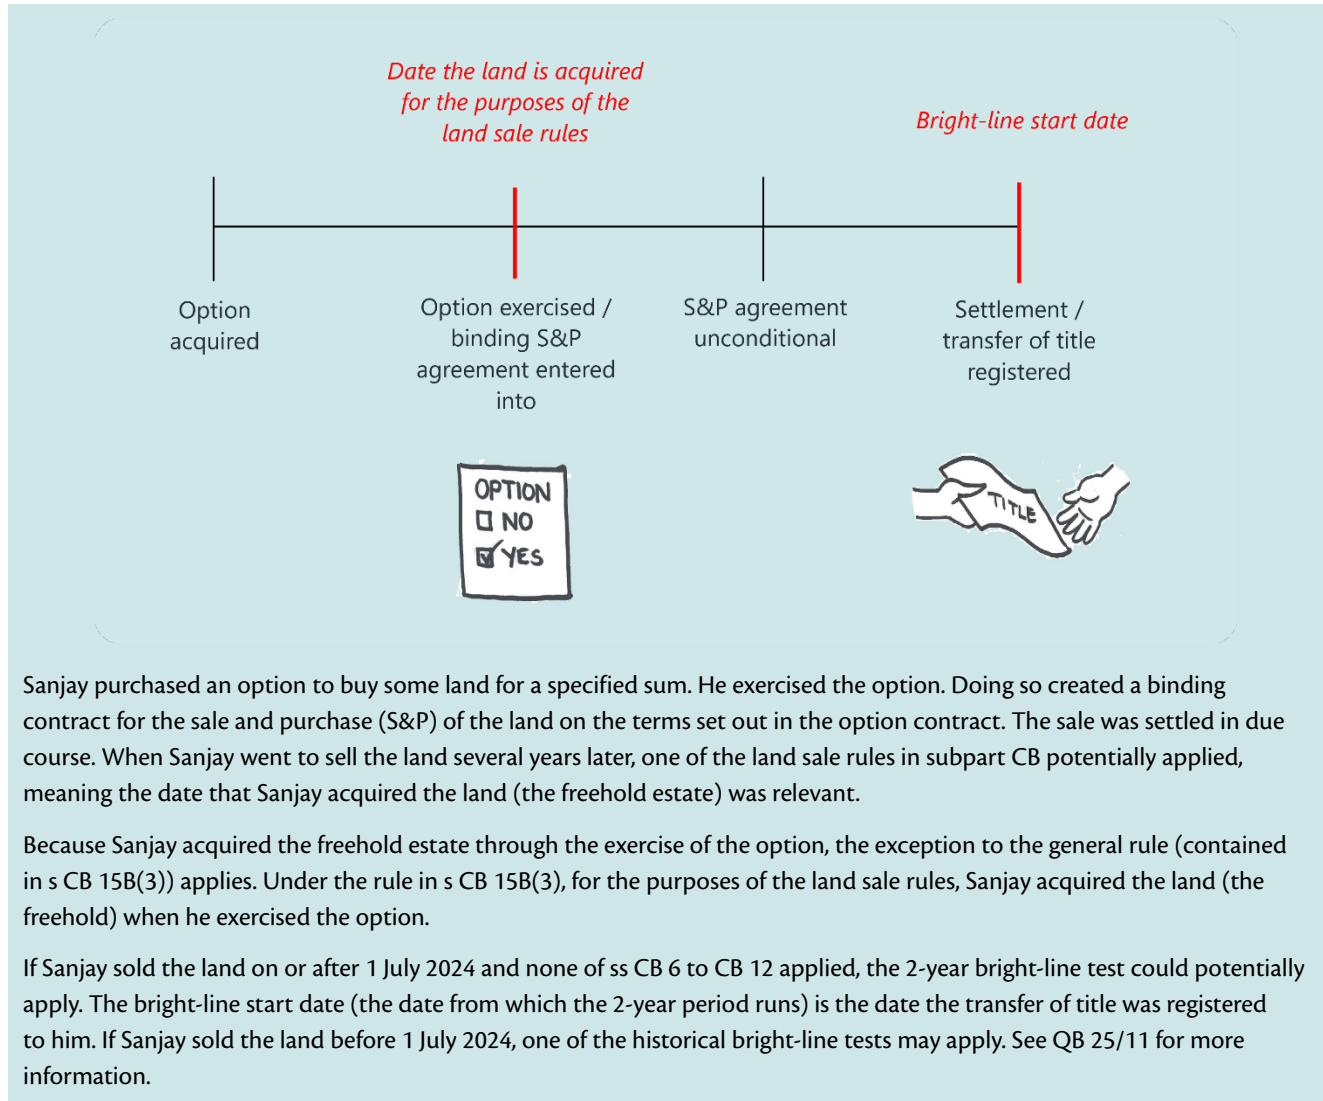 Date the land is acquired
for the purposes of the
land sale rules
Bright-line start date
Option
acquired
Option exercised /
binding S&P
agreement entered
into
S&P agreement
unconditional
Settlement /
transfer of title
registered
OPTION
NO
YES
TITLE
Sanjay purchased an option to buy some land for a specified sum. He exercised the option. Doing so created a binding
contract for the sale and purchase (S&P) of the land on the terms set out in the option contract. The sale was settled in due
course. When Sanjay went to sell the land several years later, one of the land sale rules in subpart CB potentially applied,
meaning the date that Sanjay acquired the land (the freehold estate) was relevant.
Because Sanjay acquired the freehold estate through the exercise of the option, the exception to the general rule (contained
in s CB 15B(3)) applies. Under the rule in s CB 15B(3), for the purposes of the land sale rules, Sanjay acquired the land (the
freehold) when he exercised the option.
If Sanjay sold the land on or after 1 July 2024 and none of ss CB 6 to CB 12 applied, the 2-year bright-line test could potentially
apply. The bright-line start date (the date from which the 2-year period runs) is the date the transfer of title was registered
to him. If Sanjay sold the land before 1 July 2024, one of the historical bright-line tests may apply. See QB 25/11 for more
information.